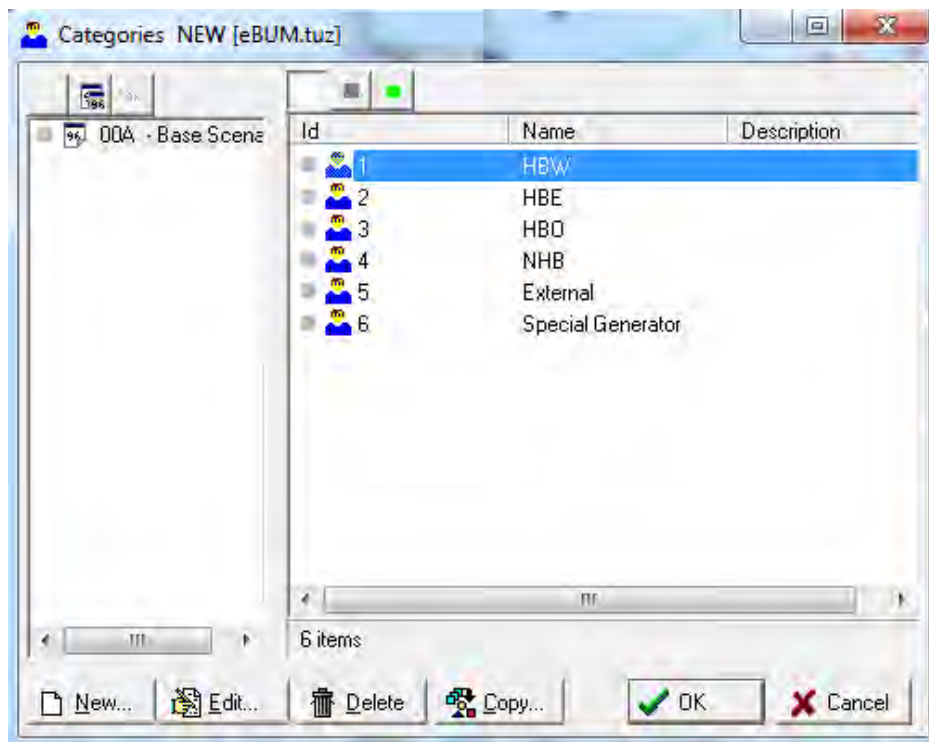 Categories NEW [eBUM.tuz]
00A - Base Scena
Id Name Description
1 HBW
2 HBE
3 HBO
4 NHB
5 External
6 Special Generator
6 items
New... Edit... Delete Copy... OK Cancel